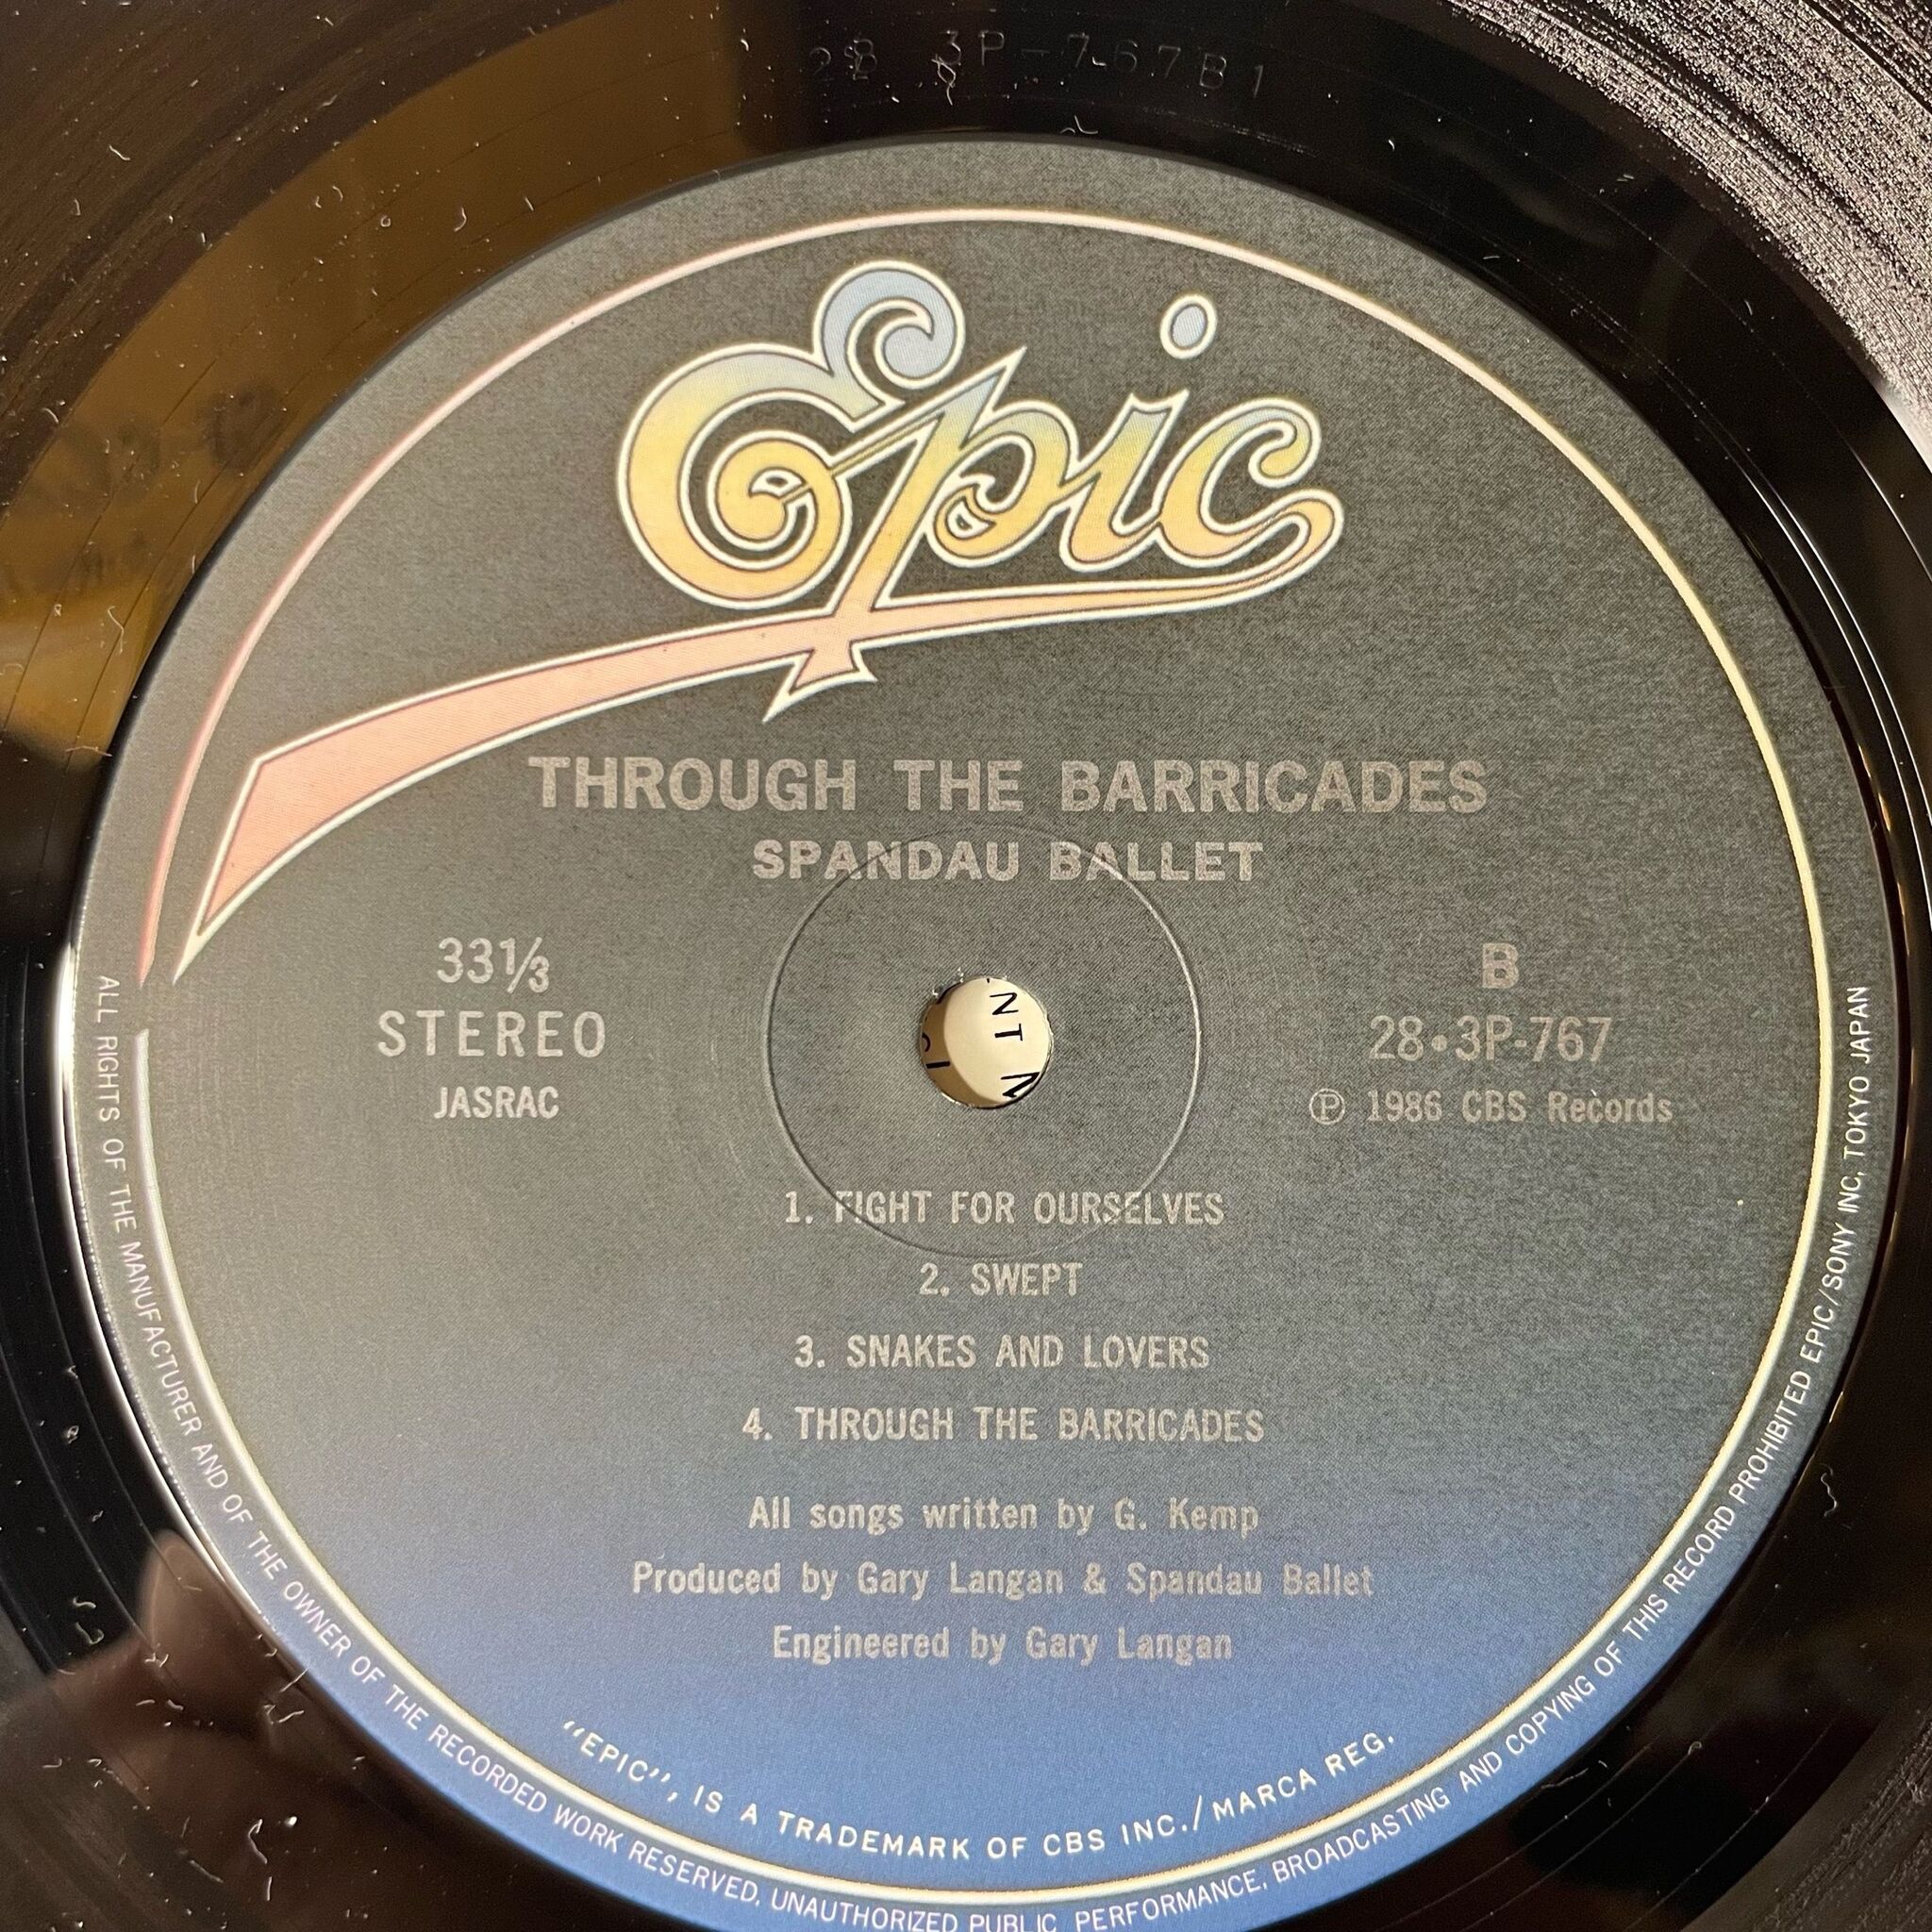 28 3P-767B1
Epic
THROUGH THE BARRICADES
SPANDAU BALLET
33⅓
STEREO
JASRAC
B
28•3P-767
℗ 1986 CBS Records
NT
1. FIGHT FOR OURSELVES
2. SWEPT
3. SNAKES AND LOVERS
4. THROUGH THE BARRICADES
All songs written by G. Kemp
Produced by Gary Langan & Spandau Ballet
Engineered by Gary Langan
“EPIC”, IS A TRADEMARK OF CBS INC./MARCA REG.
ALL RIGHTS OF THE MANUFACTURER AND OF THE OWNER OF THE RECORDED WORK RESERVED. UNAUTHORIZED PUBLIC PERFORMANCE, BROADCASTING AND COPYING OF THIS RECORD PROHIBITED EPIC/SONY INC, TOKYO JAPAN